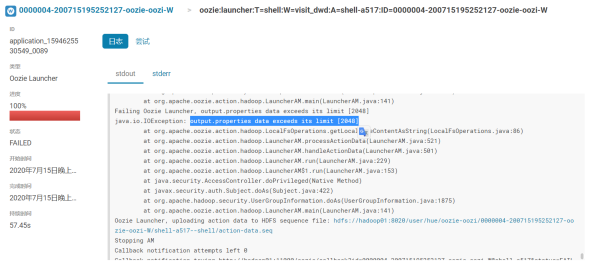 0000004-200715195252127-oozie-oozi-W > oozie:launcher:T=shell:W=visit_dwd:A=shell-a517:ID=0000004-200715195252127-oozie-oozi-W
ID
application_15946255
30549_0089
类型
Oozie Launcher
进度
100%
状态
FAILED
开始时间
2020年7月15日晚上...
完成时间
2020年7月15日晚上...
持续时间
57.45s
日志 尝试
stdout stderr
at org.apache.oozie.action.hadoop.LauncherAM.main(LauncherAM.java:141)
Failing Oozie Launcher, output.properties data exceeds its limit [2048]
java.io.IOException: output.properties data exceeds its limit [2048]
at org.apache.oozie.action.hadoop.LocalFsOperations.getLocal sContentAsString(LocalFsOperations.java:86)
at org.apache.oozie.action.hadoop.LauncherAM.processActionData(LauncherAM.java:521)
at org.apache.oozie.action.hadoop.LauncherAM.handleActionData(LauncherAM.java:501)
at org.apache.oozie.action.hadoop.LauncherAM.run(LauncherAM.java:229)
at org.apache.oozie.action.hadoop.LauncherAM$1.run(LauncherAM.java:153)
at java.security.AccessController.doPrivileged(Native Method)
at javax.security.auth.Subject.doAs(Subject.java:422)
at org.apache.hadoop.security.UserGroupInformation.doAs(UserGroupInformation.java:1875)
at org.apache.oozie.action.hadoop.LauncherAM.main(LauncherAM.java:141)
Oozie Launcher, uploading action data to HDFS sequence file: hdfs://hadoop01:8020/user/hue/oozie-oozi/0000004-200715195252127-oo
zie-oozi-W/shell-a517--shell/action-data.seq
Stopping AM
Callback notification attempts left 0